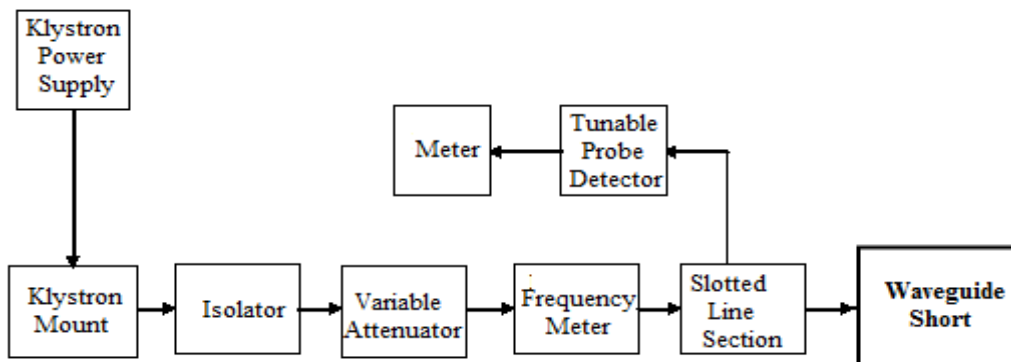 Klystron
Power
Supply
Meter
Tunable
Probe
Detector
Klystron
Mount
Isolator
Variable
Attenuator
Frequency
Meter
Slotted
Line
Section
Waveguide
Short